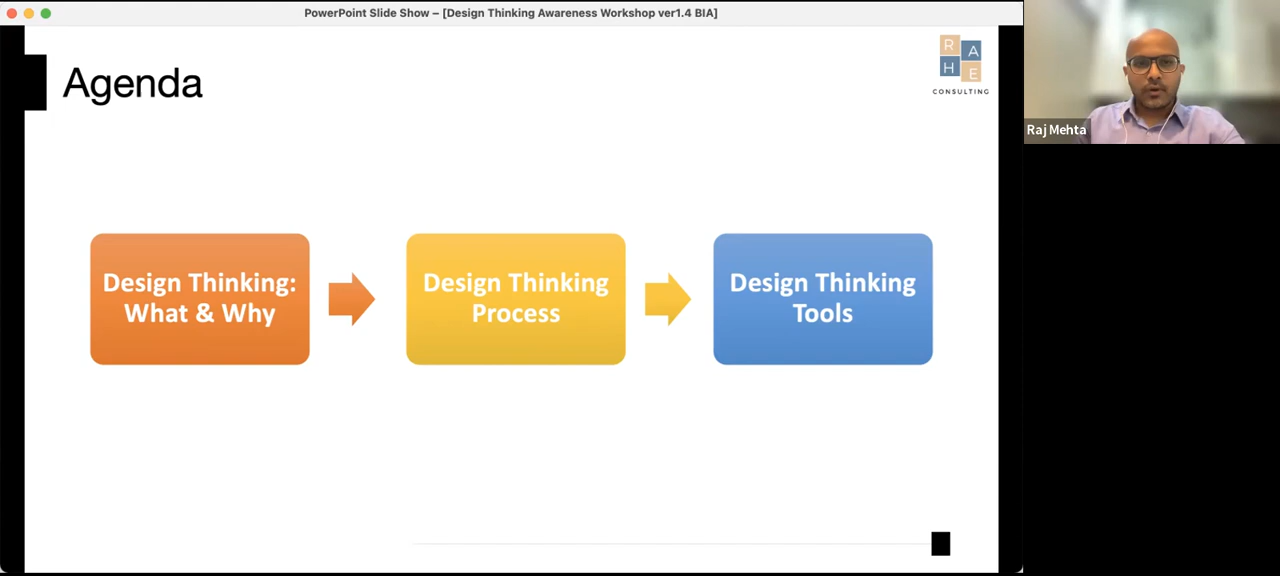 PowerPoint Slide Show – [Design Thinking Awareness Workshop ver1.4 BIA]
Agenda
R
A
H
E
CONSULTING
Raj Mehta
Design Thinking:
What & Why
Design Thinking
Process
Design Thinking
Tools